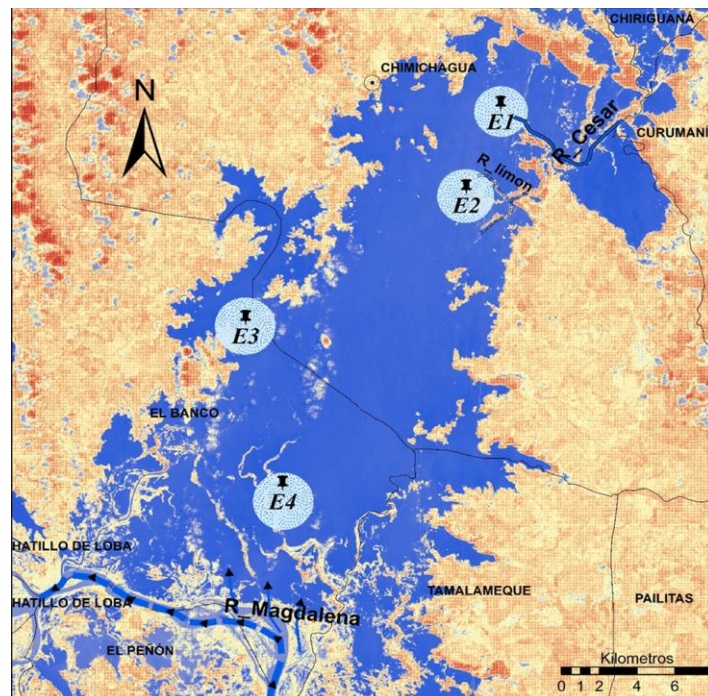 CHIRIGUANÁ
CHIMICHAGUA
N
E1
R_Cesar
CURUMANÍ
R_limon
E2
E3
EL BANCO
E4
HATILLO DE LOBA
TAMALAMEQUE
PAILITAS
HATILLO DE LOBA
R_Magdalena
EL PEÑÓN
Kilometros
0 1 2 4 6